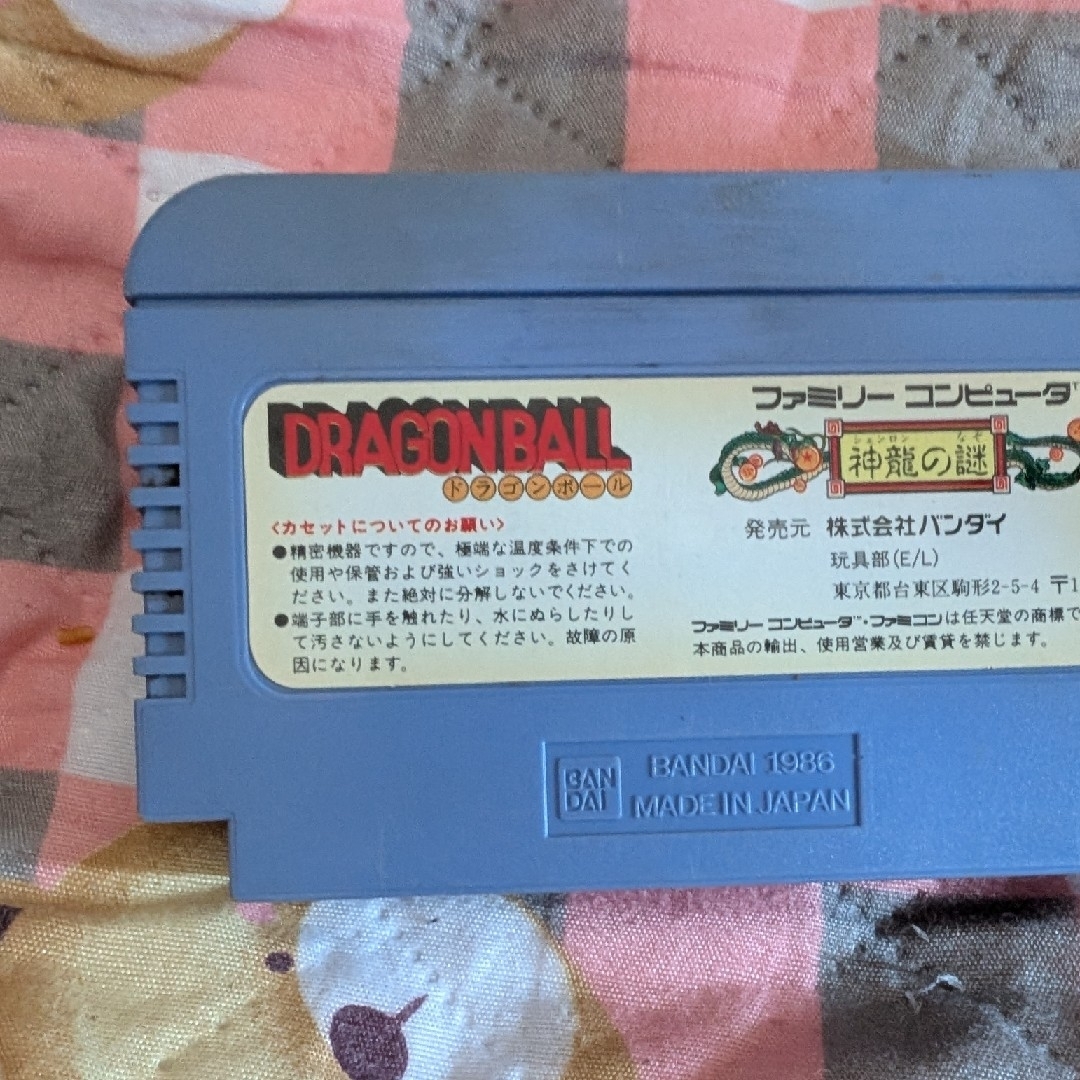 DRAGON BALL
ドラゴンボール
<カセットについてのお願い>
●精密機器ですので、極端な温度条件下での
使用や保管および強いショックをさけてく
ださい。また絶対に分解しないでください。
●端子部に手を触れたり、水にぬらしたりし
て汚さないようにしてください。故障の原
因になります。
ファミリー コンピュータ
シェンロン なぞ
神龍の謎
発売元 株式会社バンダイ
玩具部(E/L)
東京都台東区駒形2-5-4 〒1
ファミリー コンピュータ™・ファミコンは任天堂の商標で
本商品の輸出、使用営業及び賃貸を禁じます。
BAN
DAI
BANDAI 1986
MADE IN JAPAN